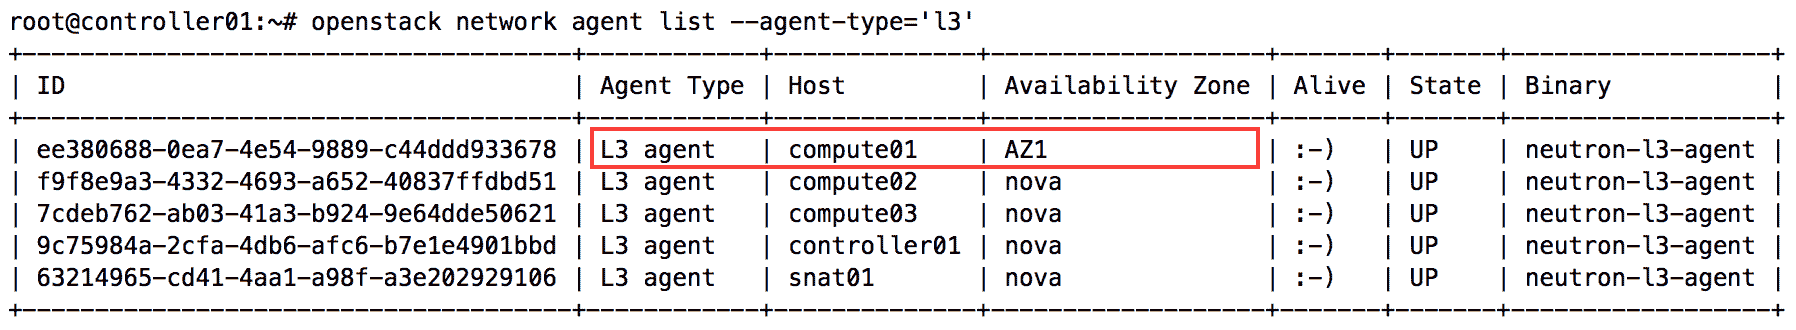 root@controller01:~# openstack network agent list --agent-type='l3'
+--------------------------------------+------------+--------------+-------------------+-------+-------+------------------+
| ID                                   | Agent Type | Host         | Availability Zone | Alive | State | Binary           |
+--------------------------------------+------------+--------------+-------------------+-------+-------+------------------+
| ee380688-0ea7-4e54-9889-c44ddd933678 | L3 agent   | compute01    | AZ1               | :-)   | UP    | neutron-l3-agent |
| f9f8e9a3-4332-4693-a652-40837ffdbd51 | L3 agent   | compute02    | nova              | :-)   | UP    | neutron-l3-agent |
| 7cdeb762-ab03-41a3-b924-9e64dde50621 | L3 agent   | compute03    | nova              | :-)   | UP    | neutron-l3-agent |
| 9c75984a-2cfa-4db6-afc6-b7e1e4901bbd | L3 agent   | controller01 | nova              | :-)   | UP    | neutron-l3-agent |
| 63214965-cd41-4aa1-a98f-a3e202929106 | L3 agent   | snat01       | nova              | :-)   | UP    | neutron-l3-agent |
+--------------------------------------+------------+--------------+-------------------+-------+-------+------------------+